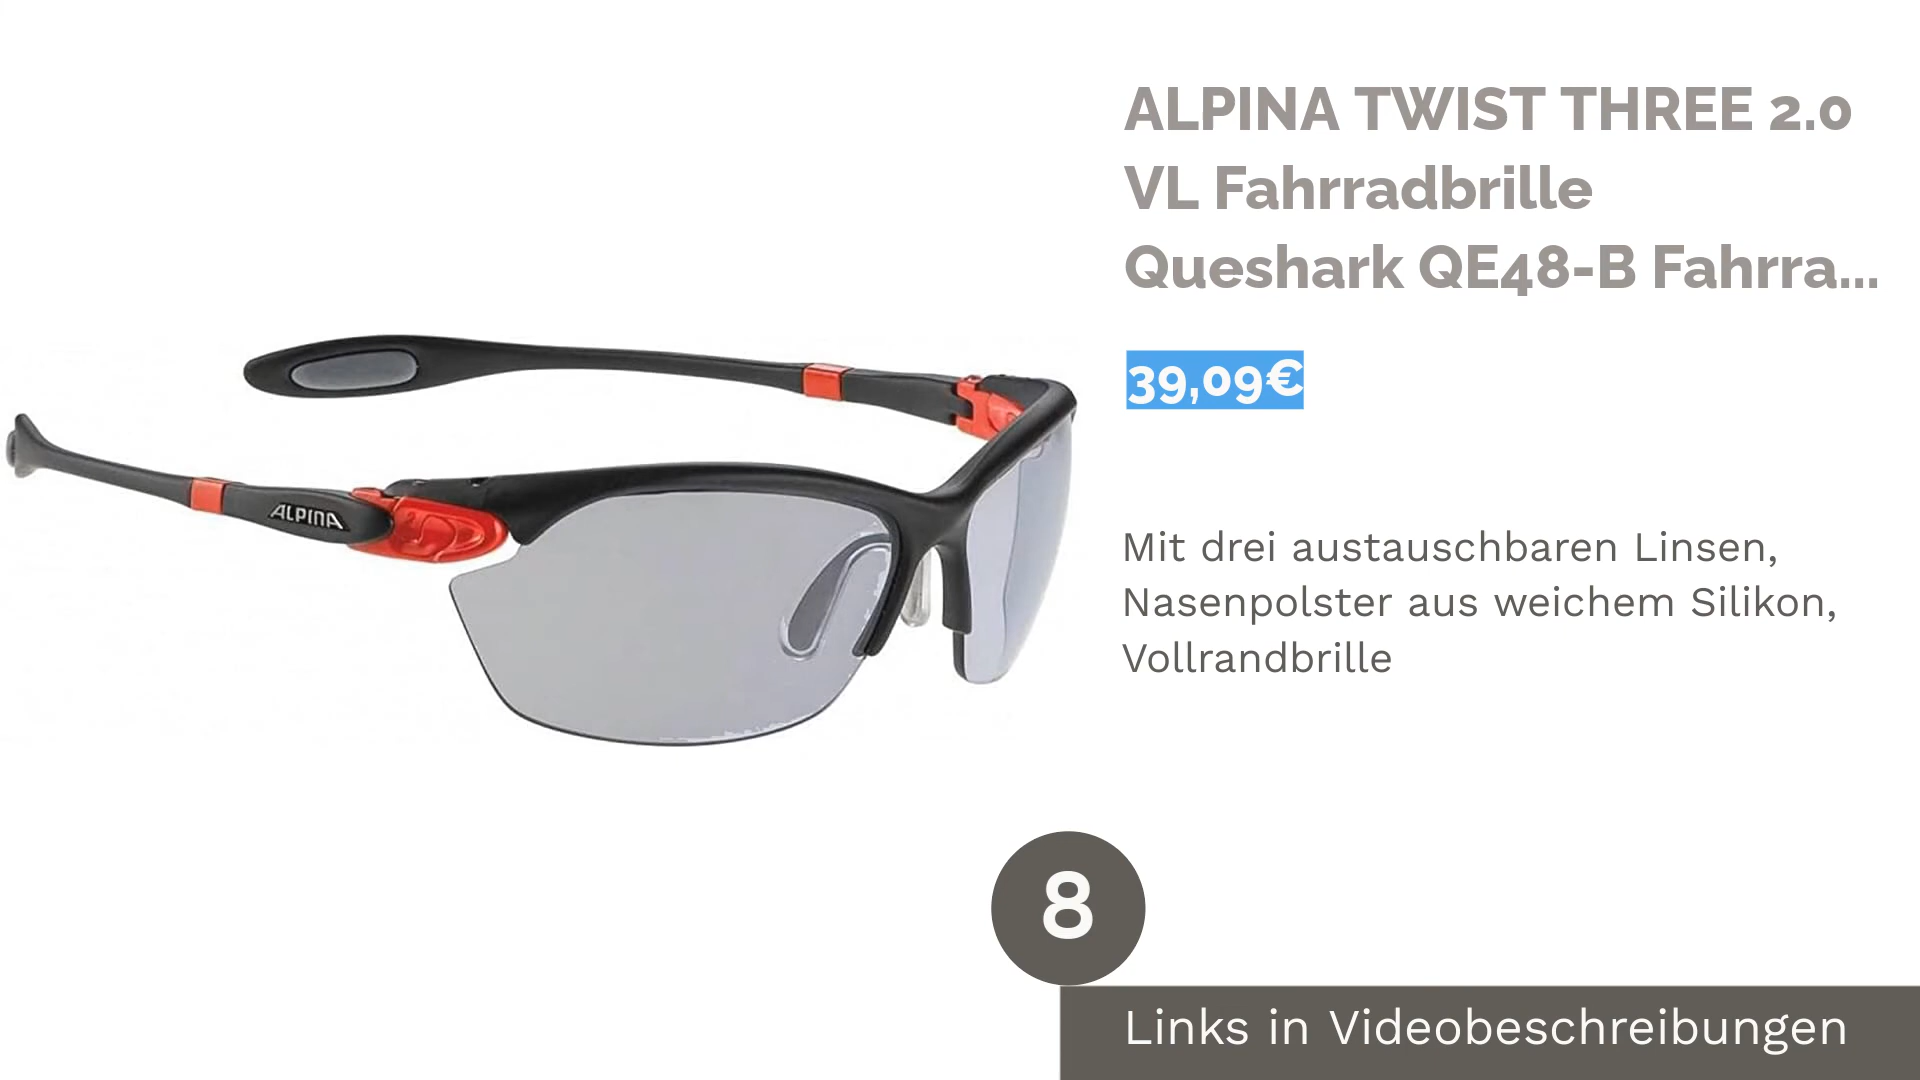 ALPINA TWIST THREE 2.0
VL Fahrradbrille
Queshark QE48-B Fahrra...
39,09€
ALPINA
Mit drei austauschbaren Linsen,
Nasenpolster aus weichem Silikon,
Vollrandbrille
8
Links in Videobeschreibungen